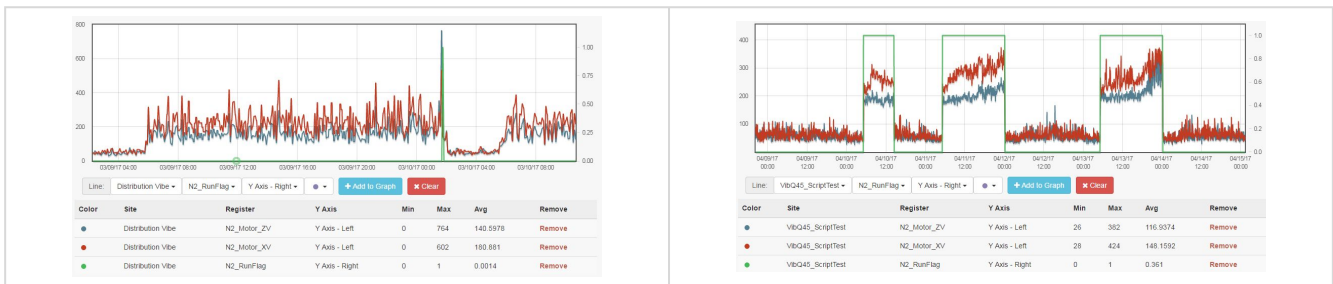 800
600
400
200
0
1.00
0.75
0.50
0.25
0.00
03/09/17 04:00 03/09/17 08:00 03/09/17 12:00 03/09/17 16:00 03/09/17 20:00 03/10/17 00:00 03/10/17 04:00 03/10/17 08:00
Line: Distribution Vibe N2_RunFlag Y Axis - Right + Add to Graph × Clear
Color Site Register Y Axis Min Max Avg Remove
Distribution Vibe N2_Motor_ZV Y Axis - Left 0 764 140.5978 Remove
Distribution Vibe N2_Motor_XV Y Axis - Left 0 602 180.881 Remove
Distribution Vibe N2_RunFlag Y Axis - Right 0 1 0.0014 Remove
400
300
200
100
1.0
0.8
0.6
0.4
0.2
0.0
04/09/17 04/09/17 04/10/17 04/10/17 04/11/17 04/11/17 04/12/17 04/12/17 04/13/17 04/13/17 04/14/17 04/14/17 04/15/17
00:00 12:00 00:00 12:00 00:00 12:00 00:00 12:00 00:00 12:00 00:00 12:00 00:00
Line: VibQ45_ScriptTest N2_RunFlag Y Axis - Right + Add to Graph × Clear
Color Site Register Y Axis Min Max Avg Remove
VibQ45_ScriptTest N2_Motor_ZV Y Axis - Left 26 382 116.9374 Remove
VibQ45_ScriptTest N2_Motor_XV Y Axis - Left 28 424 148.1592 Remove
VibQ45_ScriptTest N2_RunFlag Y Axis - Right 0 1 0.361 Remove